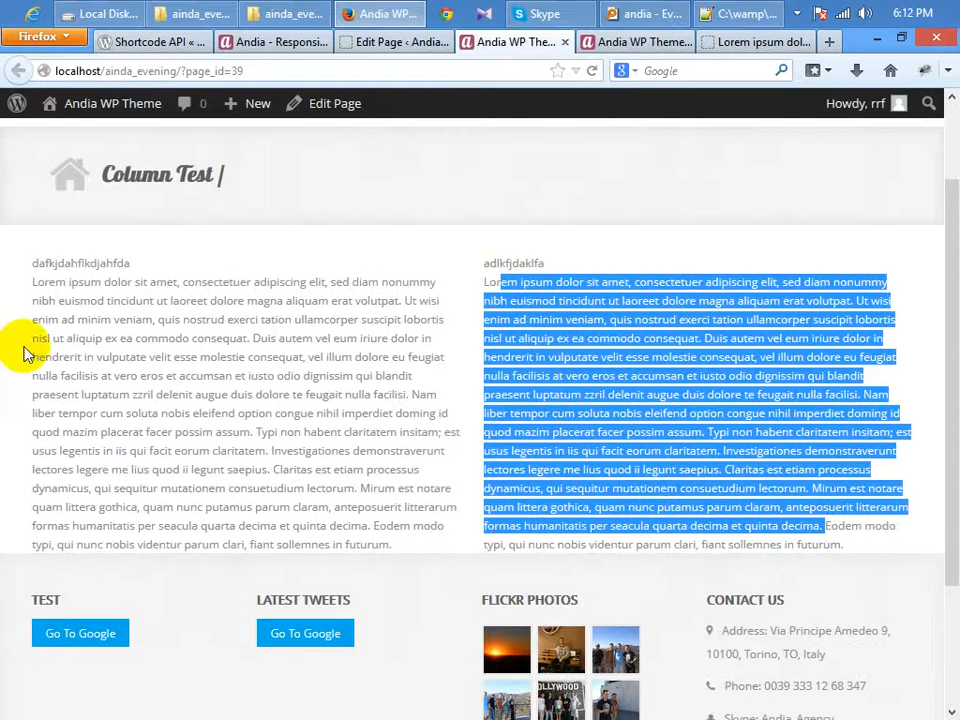 Local Disk...
ainda_eve...
ainda_eve...
Andia WP...
Skype
andia - Ev...
C:\wamp\...
6:12 PM
Firefox
Shortcode API « ...
Andia - Responsi...
Edit Page ‹ Andia...
Andia WP The...
Andia WP Theme...
Lorem ipsum dol...
localhost/ainda_evening/?page_id=39
Google
Andia WP Theme
0
New
Edit Page
Howdy, rrf
Column Test /
dafkjdahflkdjahfda
Lorem ipsum dolor sit amet, consectetuer adipiscing elit, sed diam nonummy
nibh euismod tincidunt ut laoreet dolore magna aliquam erat volutpat. Ut wisi
enim ad minim veniam, quis nostrud exerci tation ullamcorper suscipit lobortis
nisl ut aliquip ex ea commodo consequat. Duis autem vel eum iriure dolor in
hendrerit in vulputate velit esse molestie consequat, vel illum dolore eu feugiat
nulla facilisis at vero eros et accumsan et iusto odio dignissim qui blandit
praesent luptatum zzril delenit augue duis dolore te feugait nulla facilisi. Nam
liber tempor cum soluta nobis eleifend option congue nihil imperdiet doming id
quod mazim placerat facer possim assum. Typi non habent claritatem insitam; est
usus legentis in iis qui facit eorum claritatem. Investigationes demonstraverunt
lectores legere me lius quod ii legunt saepius. Claritas est etiam processus
dynamicus, qui sequitur mutationem consuetudium lectorum. Mirum est notare
quam littera gothica, quam nunc putamus parum claram, anteposuerit litterarum
formas humanitatis per seacula quarta decima et quinta decima. Eodem modo
typi, qui nunc nobis videntur parum clari, fiant sollemnes in futurum.
adlkfjdaklfa
Lorem ipsum dolor sit amet, consectetuer adipiscing elit, sed diam nonummy
nibh euismod tincidunt ut laoreet dolore magna aliquam erat volutpat. Ut wisi
enim ad minim veniam, quis nostrud exerci tation ullamcorper suscipit lobortis
nisl ut aliquip ex ea commodo consequat. Duis autem vel eum iriure dolor in
hendrerit in vulputate velit esse molestie consequat, vel illum dolore eu feugiat
nulla facilisis at vero eros et accumsan et iusto odio dignissim qui blandit
praesent luptatum zzril delenit augue duis dolore te feugait nulla facilisi. Nam
liber tempor cum soluta nobis eleifend option congue nihil imperdiet doming id
quod mazim placerat facer possim assum. Typi non habent claritatem insitam; est
usus legentis in iis qui facit eorum claritatem. Investigationes demonstraverunt
lectores legere me lius quod ii legunt saepius. Claritas est etiam processus
dynamicus, qui sequitur mutationem consuetudium lectorum. Mirum est notare
quam littera gothica, quam nunc putamus parum claram, anteposuerit litterarum
formas humanitatis per seacula quarta decima et quinta decima. Eodem modo
typi, qui nunc nobis videntur parum clari, fiant sollemnes in futurum.
TEST
Go To Google
LATEST TWEETS
Go To Google
FLICKR PHOTOS
HOLLYWOOD
CONTACT US
Address: Via Principe Amedeo 9,
10100, Torino, TO, Italy
Phone: 0039 333 12 68 347
Skype: Andia_Agency